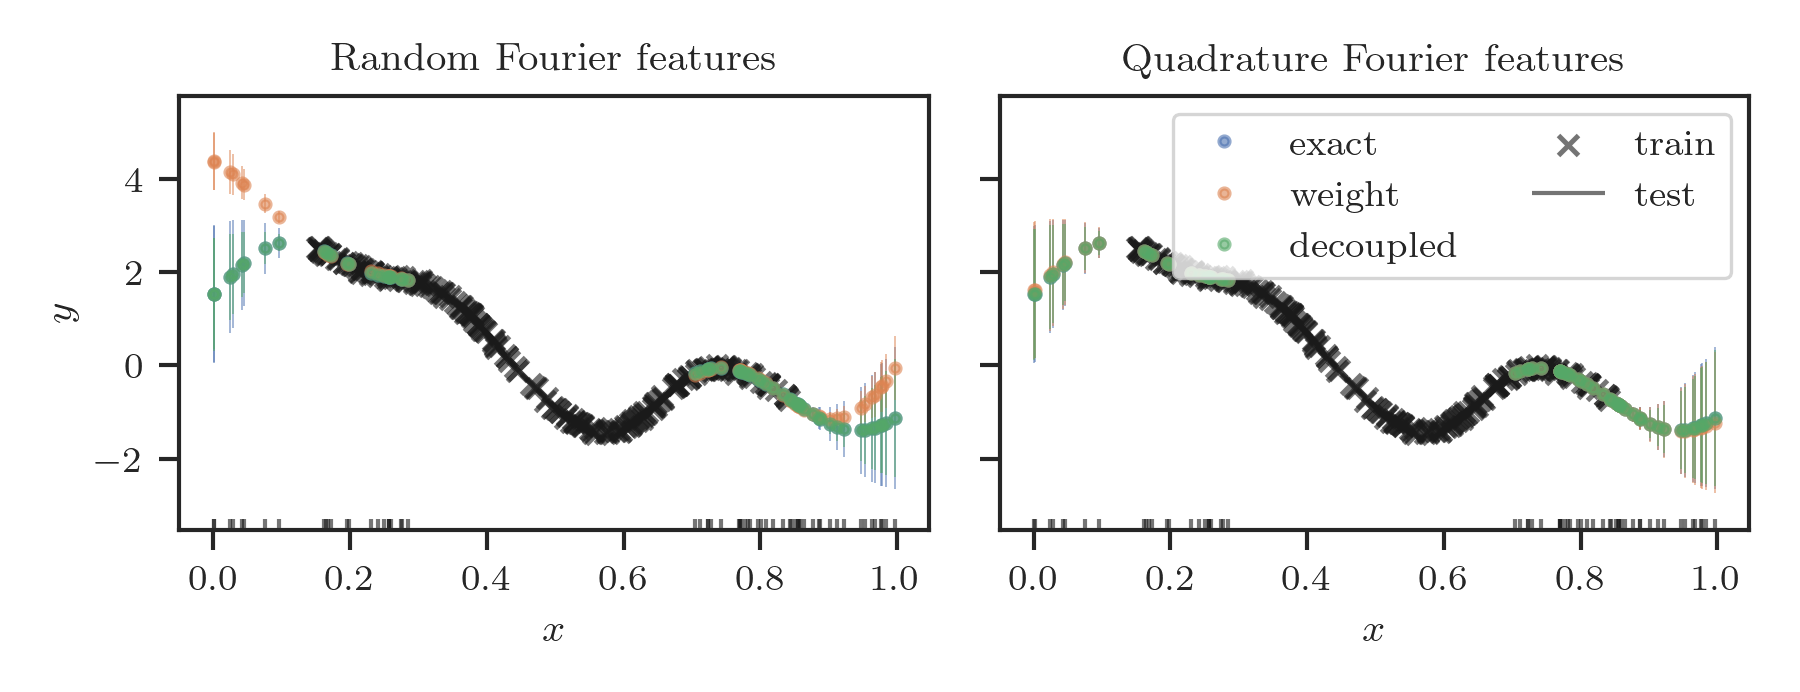 Random Fourier features
Quadrature Fourier features
exact
weight
decoupled
train
test
y
4
2
0
−2
0.0 0.2 0.4 0.6 0.8 1.0
0.0 0.2 0.4 0.6 0.8 1.0
x
x